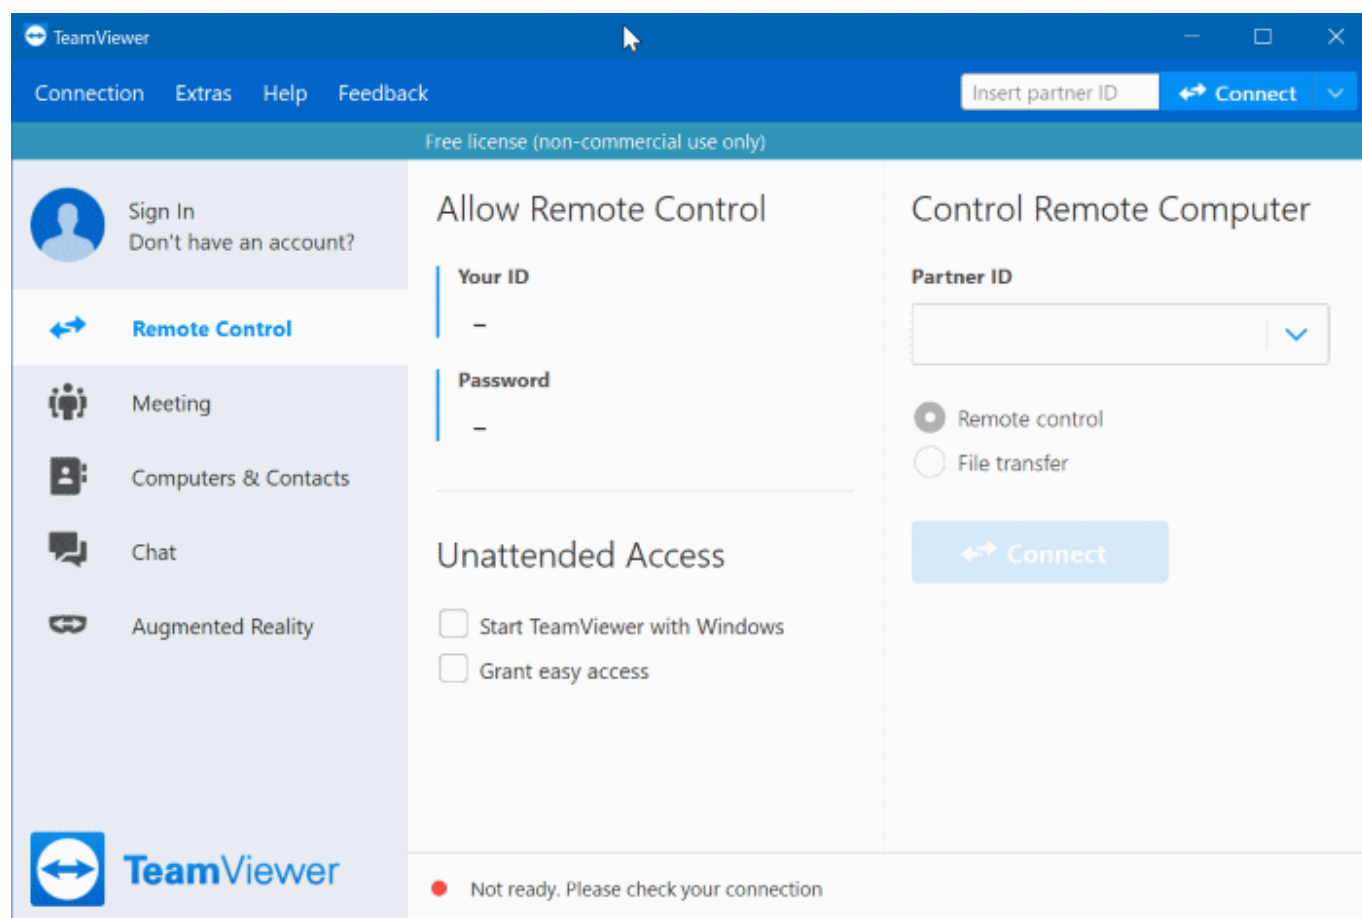 TeamViewer
Connection Extras Help Feedback
Insert partner ID
Connect
Free license (non-commercial use only)
Sign In
Don't have an account?
Remote Control
Meeting
Computers & Contacts
Chat
Augmented Reality
TeamViewer
Allow Remote Control
Your ID
–
Password
–
Unattended Access
Start TeamViewer with Windows
Grant easy access
Control Remote Computer
Partner ID
Remote control
File transfer
Connect
Not ready. Please check your connection